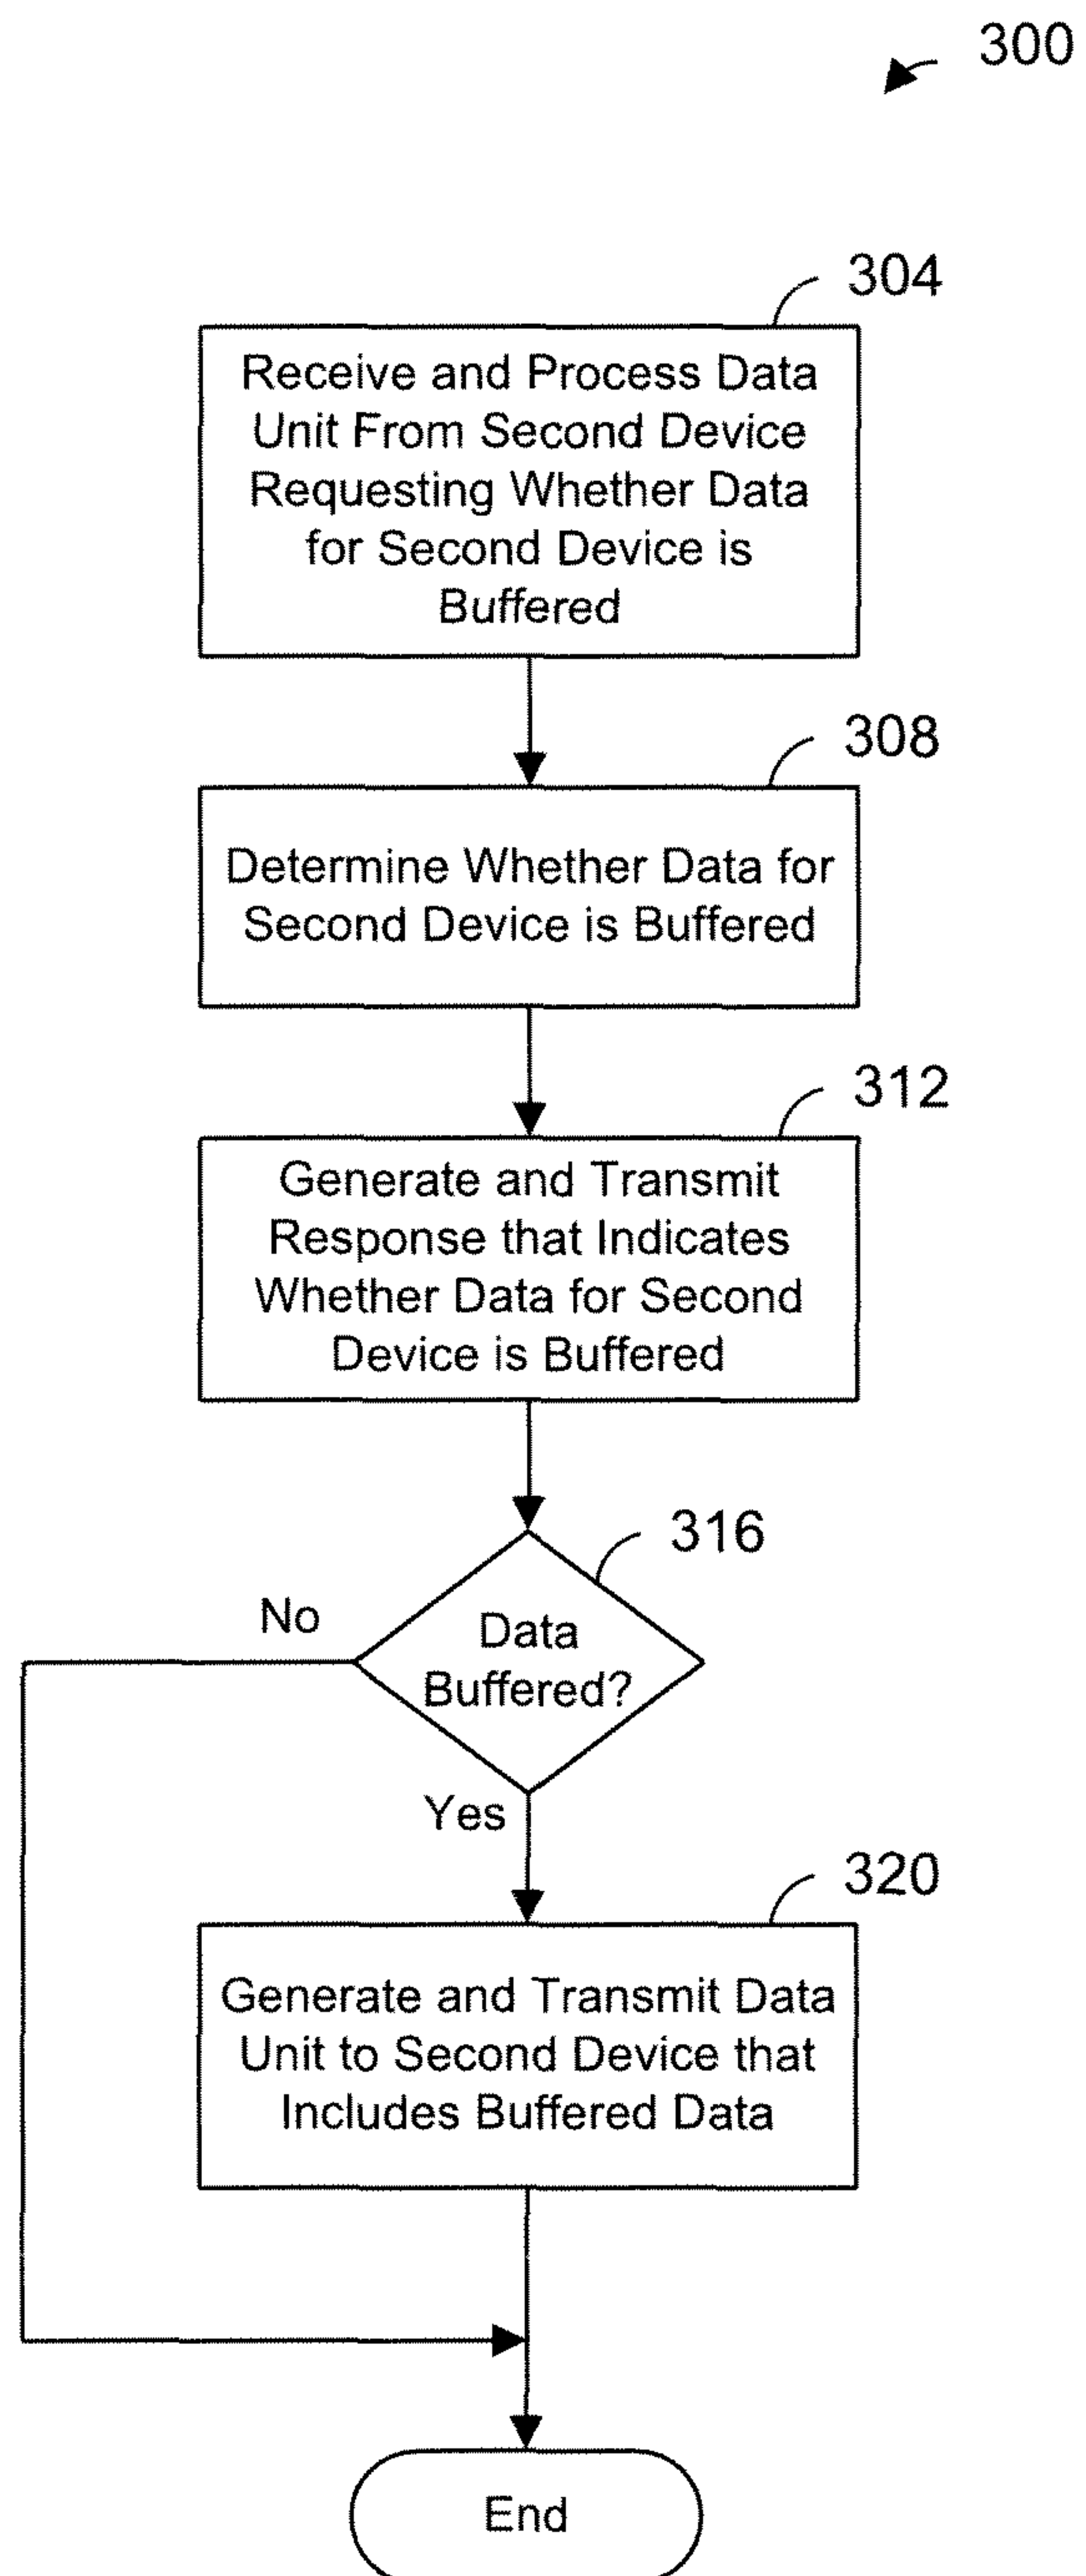 300
304
Receive and Process Data
Unit From Second Device
Requesting Whether Data
for Second Device is
Buffered
308
Determine Whether Data for
Second Device is Buffered
312
Generate and Transmit
Response that Indicates
Whether Data for Second
Device is Buffered
316
No
Data
Buffered?
Yes
320
Generate and Transmit Data
Unit to Second Device that
Includes Buffered Data
End